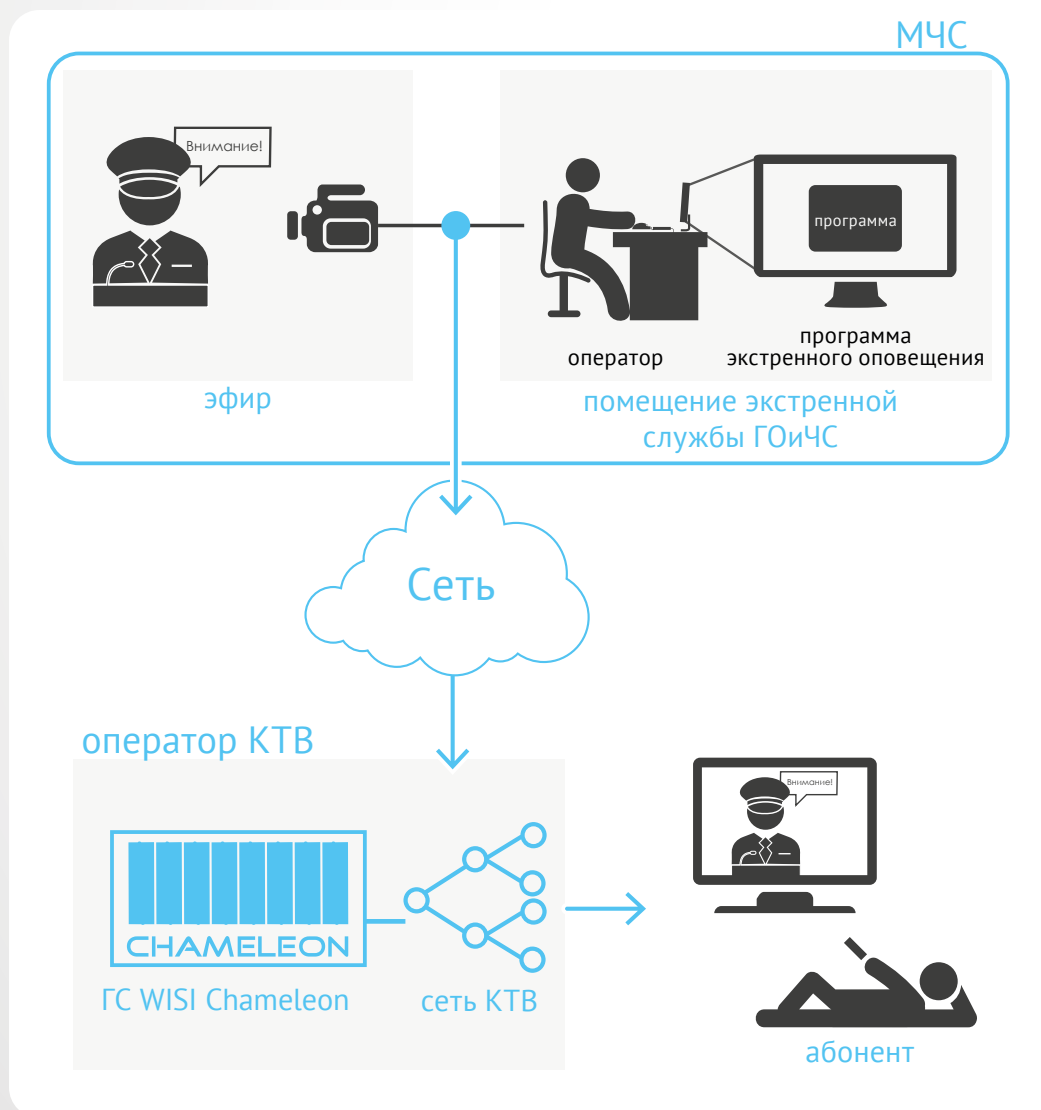 МЧС
Внимание!
программа
оператор
программа
экстренного оповещения
эфир
помещение экстренной
службы ГОиЧС
Сеть
оператор КТВ
Внимание!
CHAMELEON
ГС WISI Chameleon
сеть КТВ
абонент